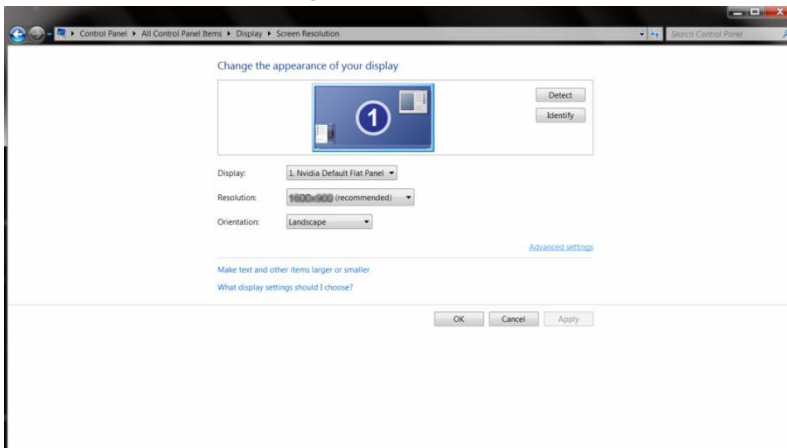 Control Panel ▸ All Control Panel Items ▸ Display ▸ Screen Resolution
Search Control Panel
Change the appearance of your display
1
Detect
Identify
Display: 1. Nvidia Default Flat Panel
Resolution: 1600x900 (recommended)
Orientation: Landscape
Advanced settings
Make text and other items larger or smaller
What display settings should I choose?
OK Cancel Apply